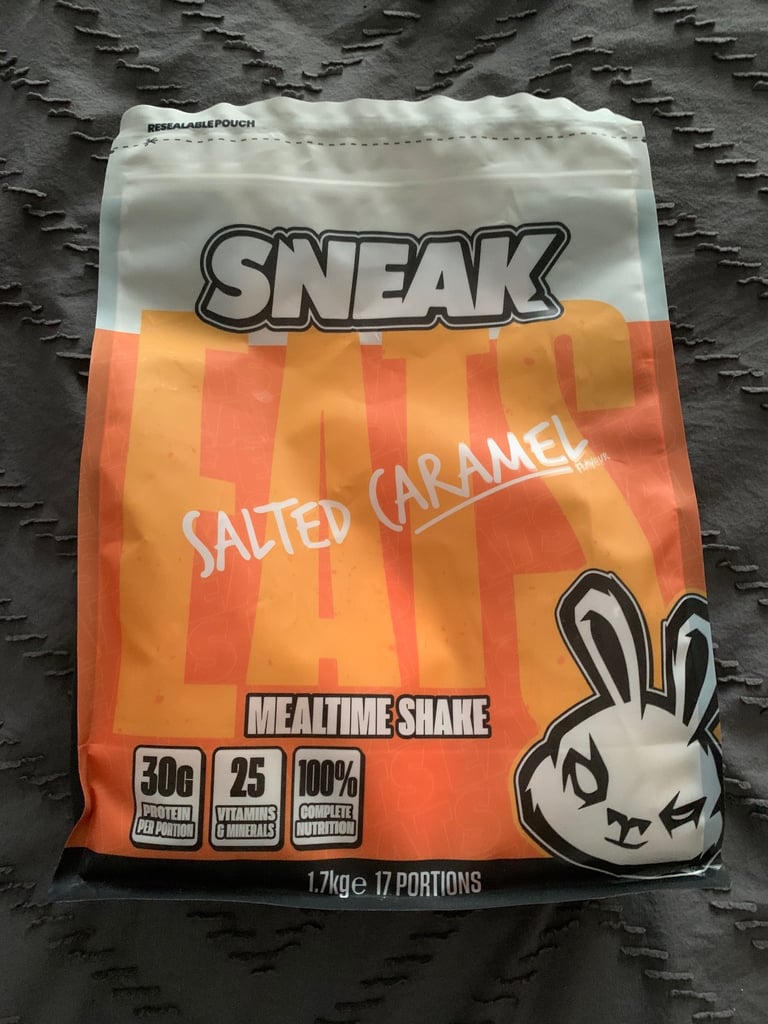 RESEALABLE POUCH
SNEAK
EATS
SALTED CARAMEL
FLAVOUR
MEALTIME SHAKE
30G
PROTEIN
PER PORTION
25
VITAMINS
& MINERALS
100%
COMPLETE
NUTRITION
1.7kg℮ 17 PORTIONS